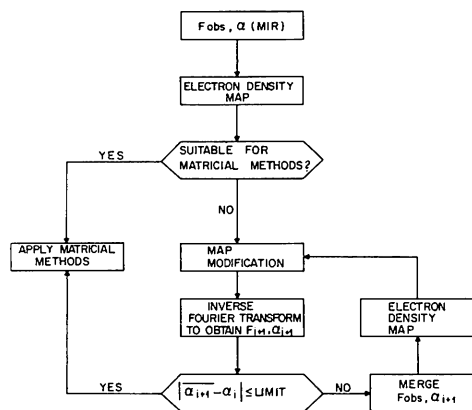 Fobs, α (MIR)
ELECTRON DENSITY
MAP
SUITABLE FOR
MATRICIAL METHODS?
YES
NO
APPLY MATRICIAL
METHODS
MAP
MODIFICATION
INVERSE
FOURIER TRANSFORM
TO OBTAIN Fi+1, αi+1
ELECTRON
DENSITY
MAP
|αi+1 - αi| ≤ LIMIT
YES
NO
MERGE
Fobs, αi+1